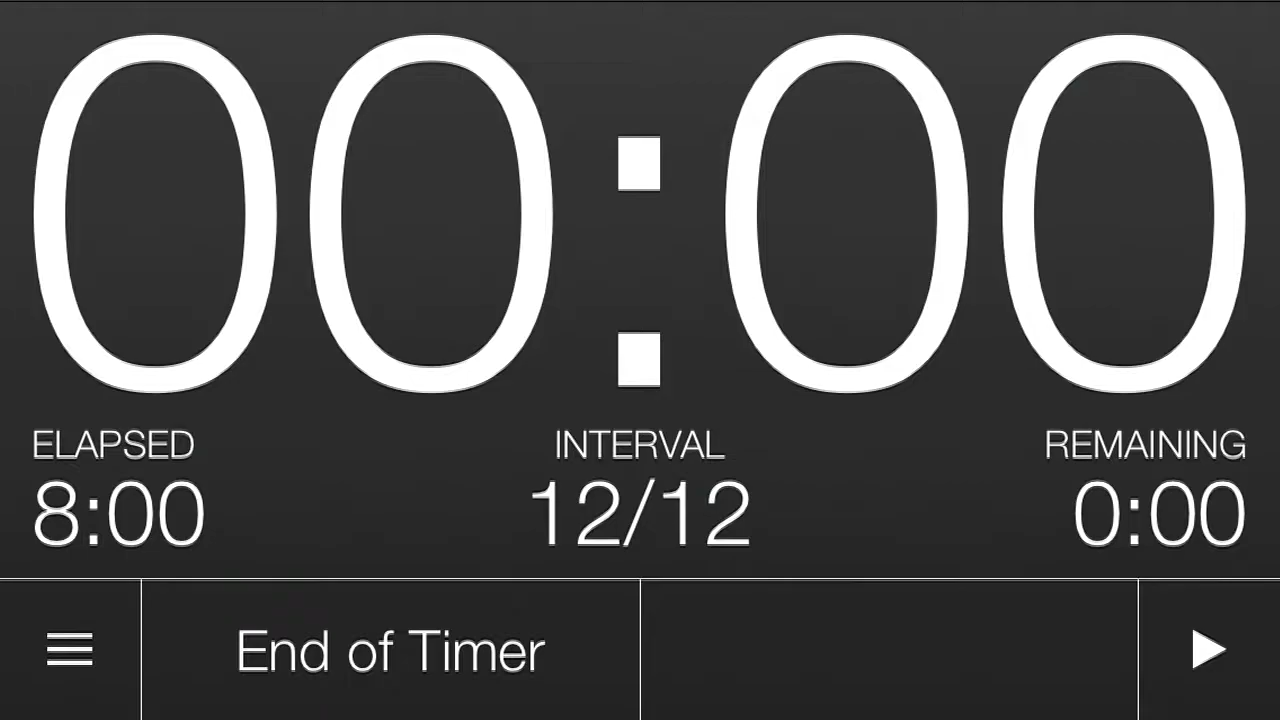 00:00
ELAPSED INTERVAL REMAINING
8:00 12/12 0:00
End of Timer